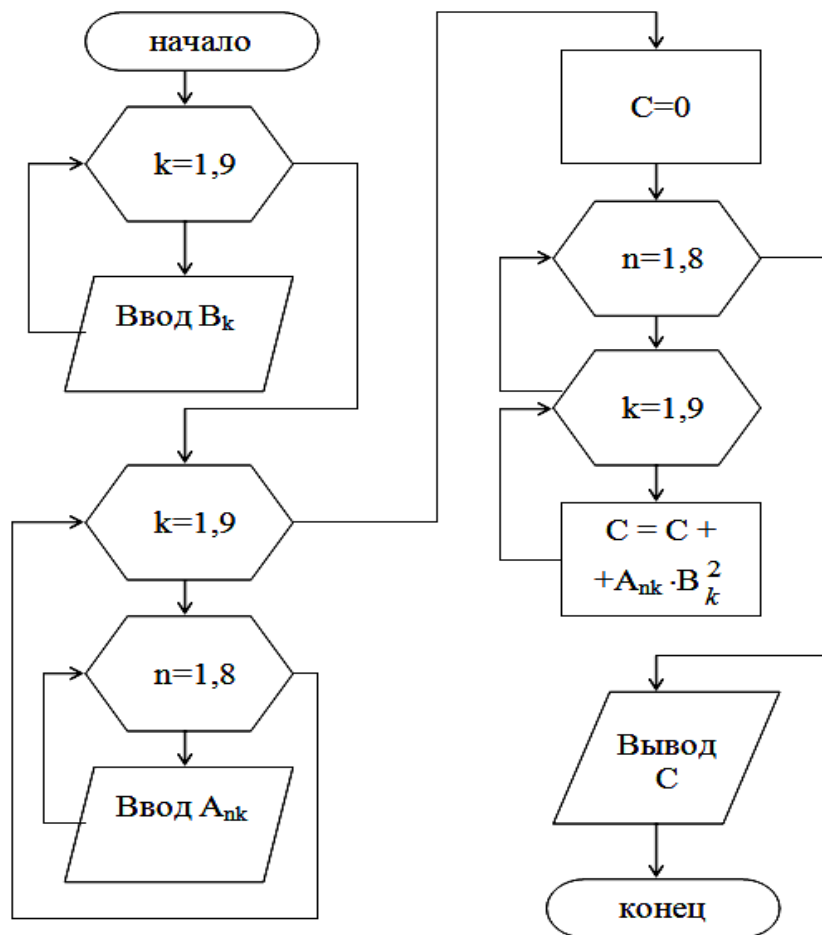 начало
k=1,9
Ввод Bk
k=1,9
n=1,8
Ввод Ank
C=0
n=1,8
k=1,9
C = C +
+Ank ·Bk2
Вывод
C
конец